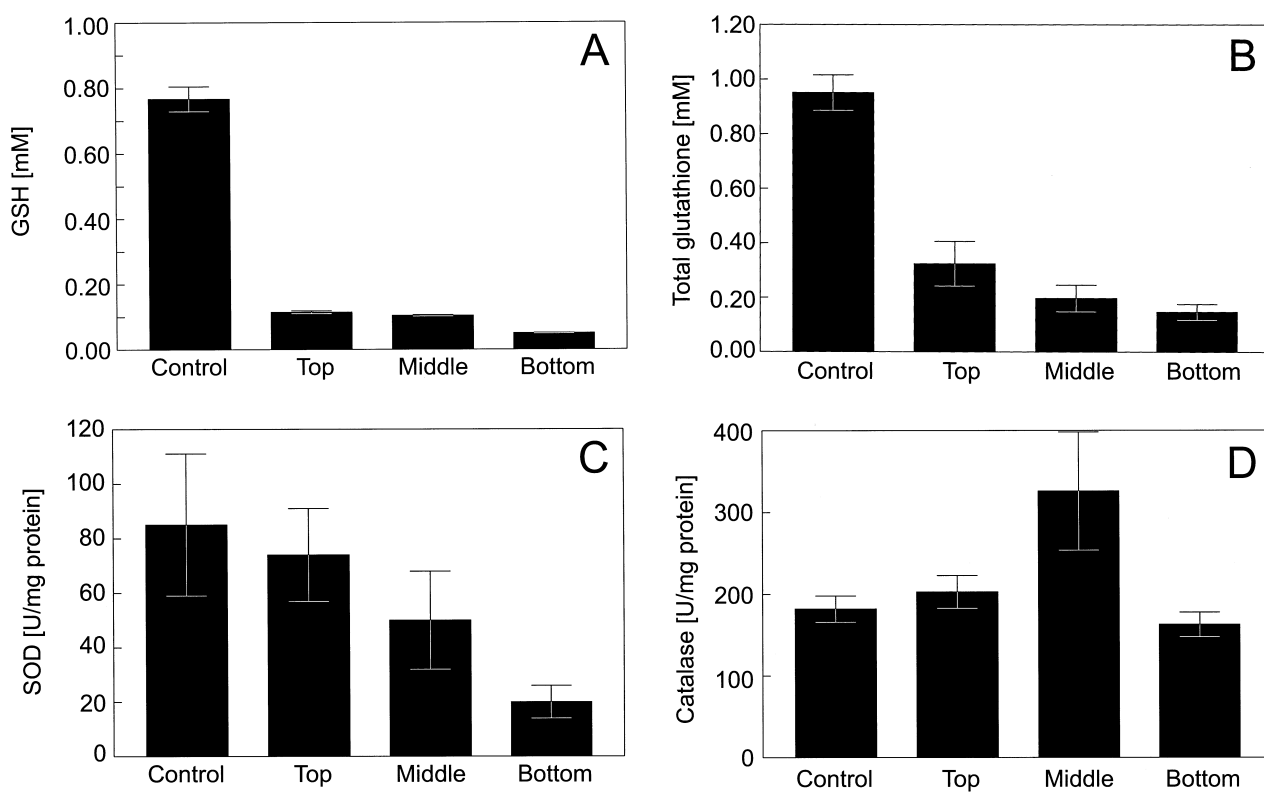 A
GSH [mM]
1.00
0.80
0.60
0.40
0.20
0.00
Control Top Middle Bottom
B
Total glutathione [mM]
1.20
1.00
0.80
0.60
0.40
0.20
0.00
Control Top Middle Bottom
C
SOD [U/mg protein]
120
100
80
60
40
20
0
Control Top Middle Bottom
D
Catalase [U/mg protein]
400
300
200
100
0
Control Top Middle Bottom